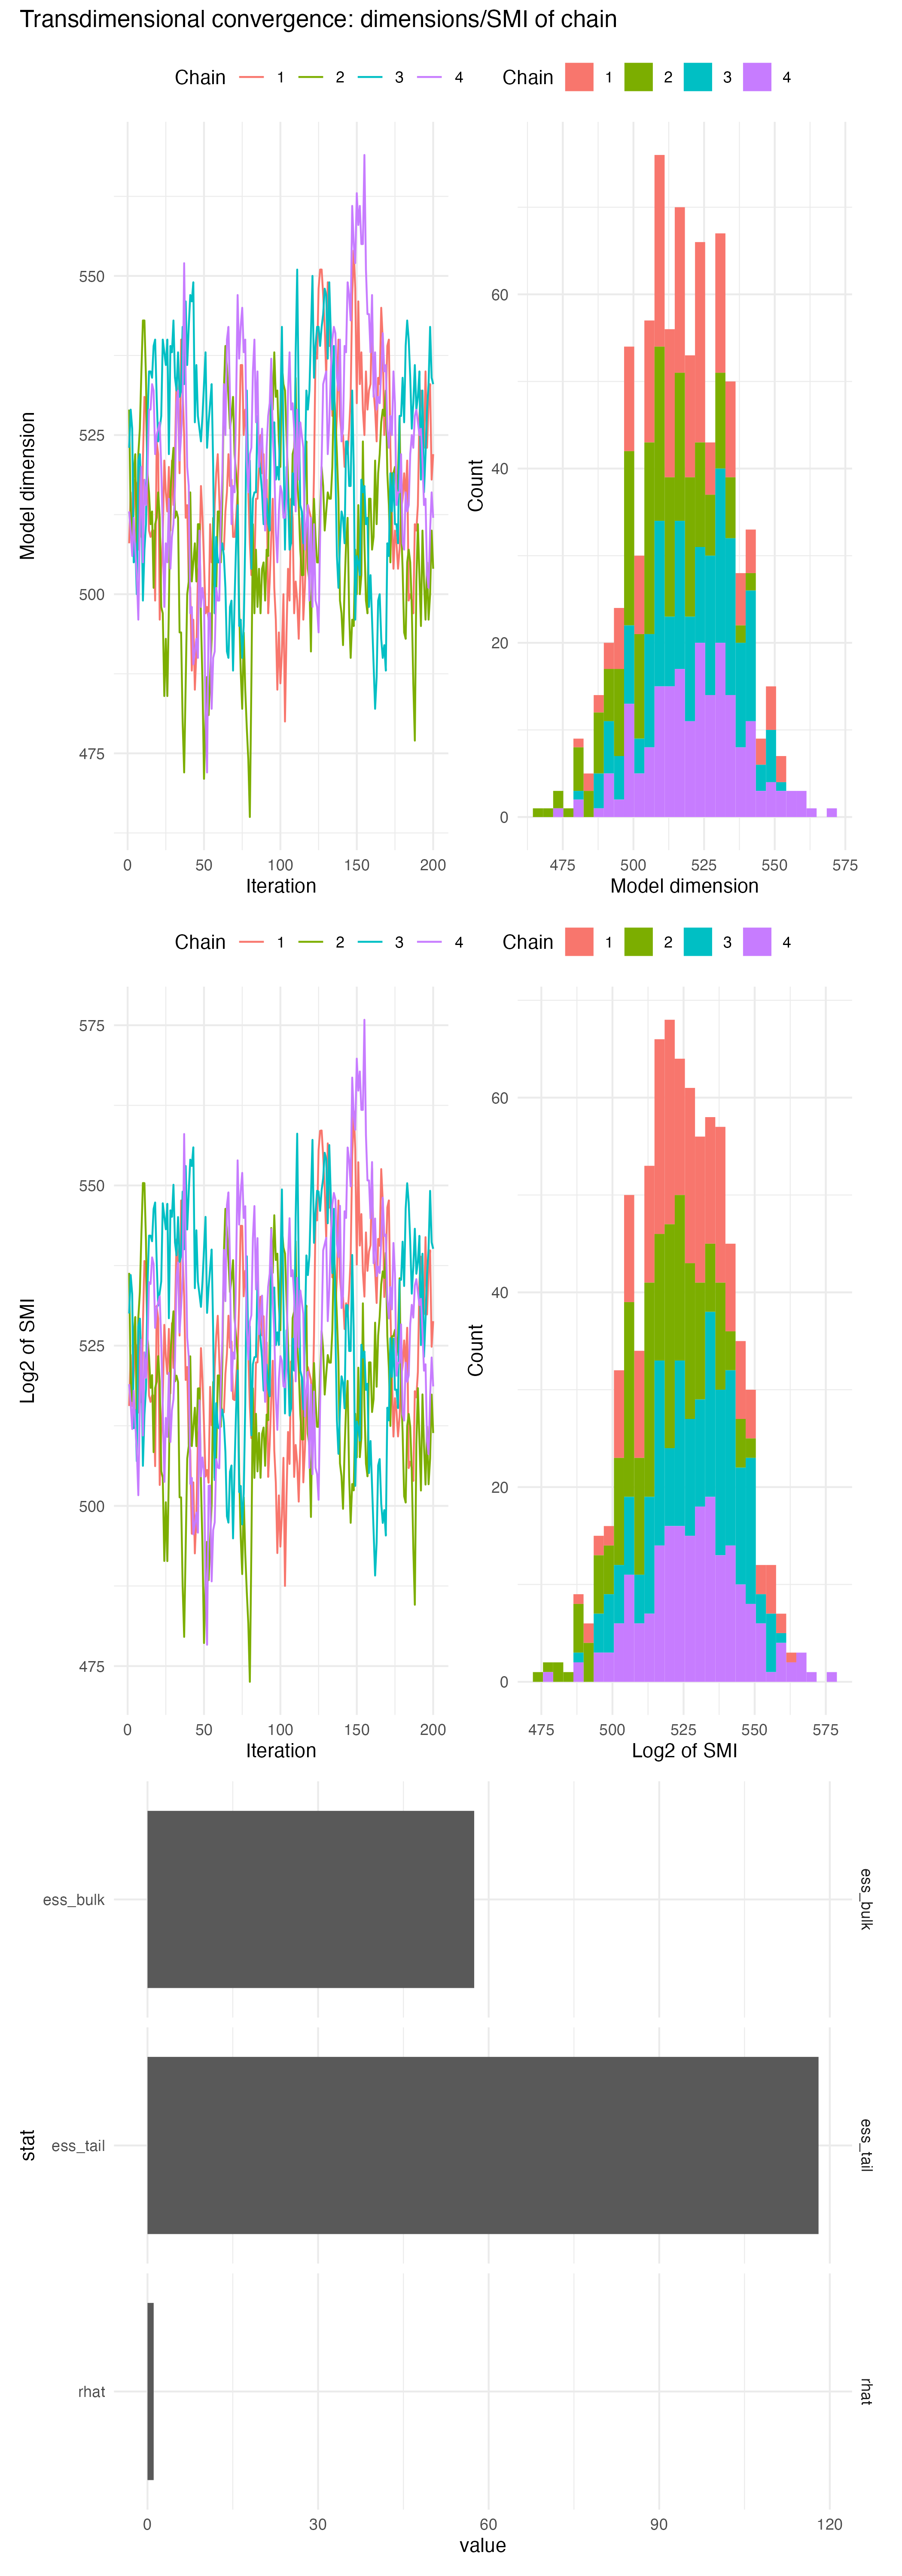 Transdimensional convergence: dimensions/SMI of chain
Chain 1 2 3 4
Chain 1 2 3 4
Model dimension
550
525
500
475
0 50 100 150 200
Iteration
Count
60
40
20
0
475 500 525 550 575
Model dimension
Chain 1 2 3 4
Chain 1 2 3 4
Log2 of SMI
575
550
525
500
475
0 50 100 150 200
Iteration
Count
60
40
20
0
475 500 525 550 575
Log2 of SMI
stat
ess_bulk
ess_bulk
ess_tail
ess_tail
rhat
rhat
0 30 60 90 120
value